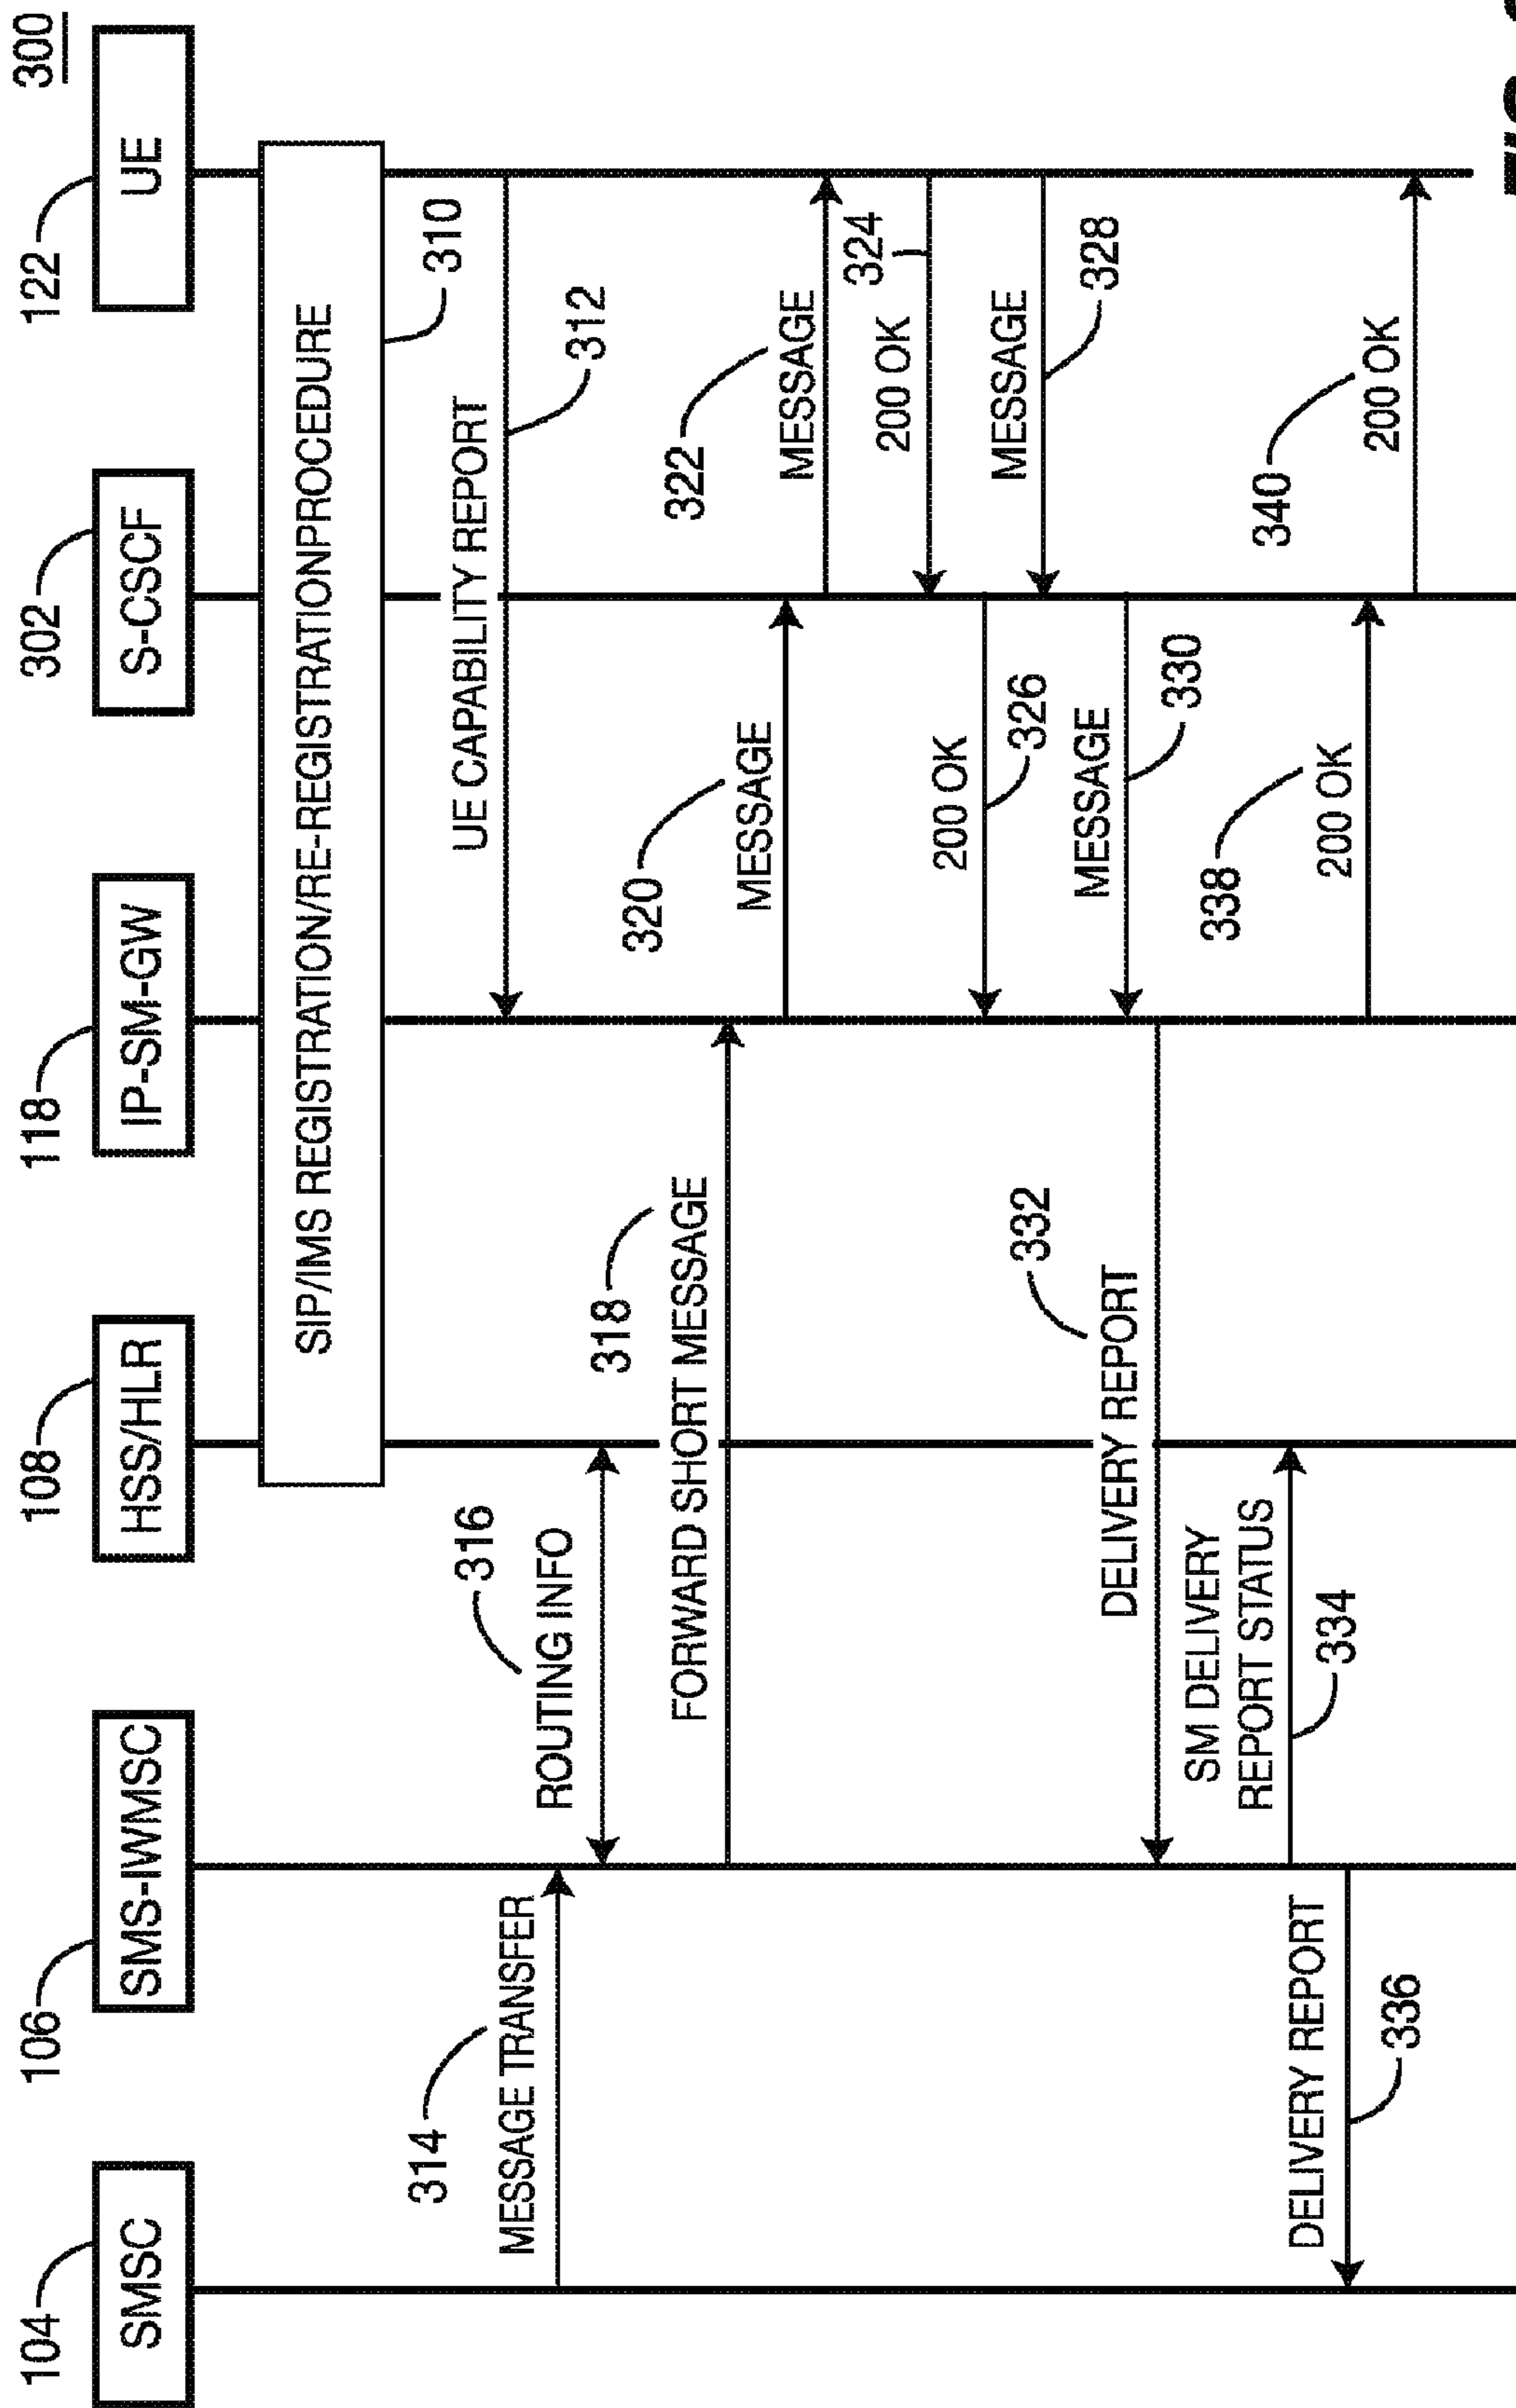 300
104
106
108
118
302
122
SMSC
SMS-IWMSC
HSS/HLR
IP-SM-GW
S-CSCF
UE
SIP/IMS REGISTRATION/RE-REGISTRATIONPROCEDURE
310
UE CAPABILITY REPORT
312
314
MESSAGE TRANSFER
316
ROUTING INFO
318
FORWARD SHORT MESSAGE
320
MESSAGE
322
MESSAGE
324
200 OK
326
200 OK
328
MESSAGE
330
MESSAGE
332
DELIVERY REPORT
334
SM DELIVERY
REPORT STATUS
336
DELIVERY REPORT
338
200 OK
340
200 OK